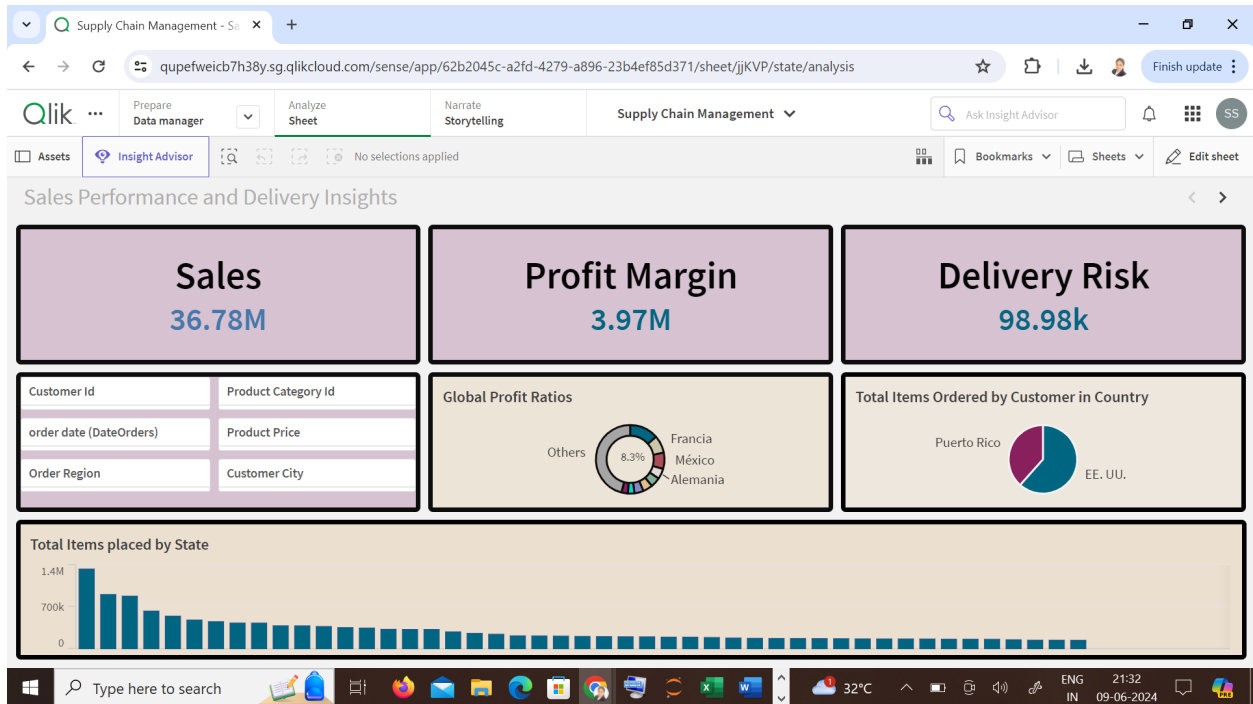 Supply Chain Management - Sa
qupefweicb7h38y.sg.qlikcloud.com/sense/app/62b2045c-a2fd-4279-a896-23b4ef85d371/sheet/jjKVP/state/analysis
Finish update
Qlik
Prepare
Data manager
Analyze
Sheet
Narrate
Storytelling
Supply Chain Management
Ask Insight Advisor
SS
Assets
Insight Advisor
No selections applied
Bookmarks
Sheets
Edit sheet
Sales Performance and Delivery Insights
Sales
36.78M
Profit Margin
3.97M
Delivery Risk
98.98k
Customer Id
Product Category Id
order date (DateOrders)
Product Price
Order Region
Customer City
Global Profit Ratios
Others
8.3%
Francia
México
Alemania
Total Items Ordered by Customer in Country
Puerto Rico
EE. UU.
Total Items placed by State
1.4M
700k
0
Type here to search
1
32°C
ENG
IN
21:32
09-06-2024
PRE